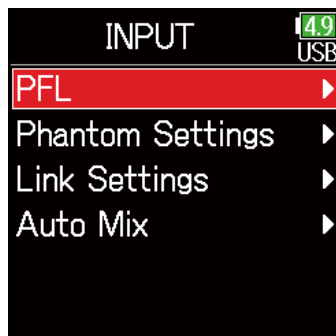 INPUT
4.9
USB
PFL
Phantom Settings
Link Settings
Auto Mix